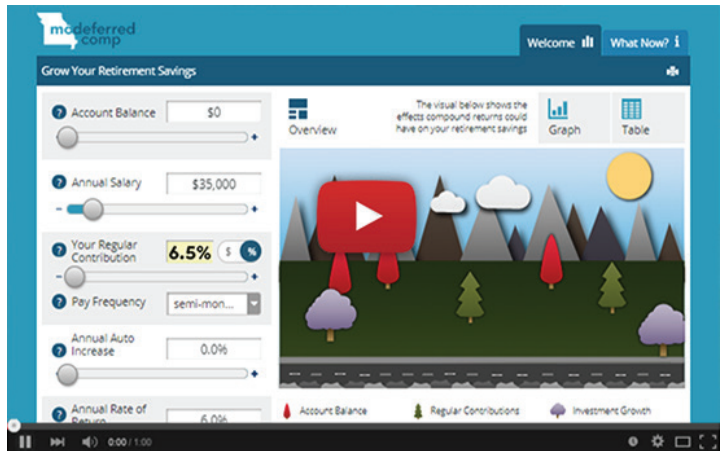 modeferred
comp
Welcome
What Now? i
Grow Your Retirement Savings
? Account Balance $0
+
Overview
The visual below shows the
effects compound returns could
have on your retirement savings
Graph
Table
? Annual Salary $35,000
- +
? Your Regular
Contribution 6.5% $ %
- +
? Pay Frequency semi-mon...
Annual Auto
? Increase 0.0%
+
? Annual Rate of
Return 6.0%
Account Balance
Regular Contributions
Investment Growth
0:00 / 1:00